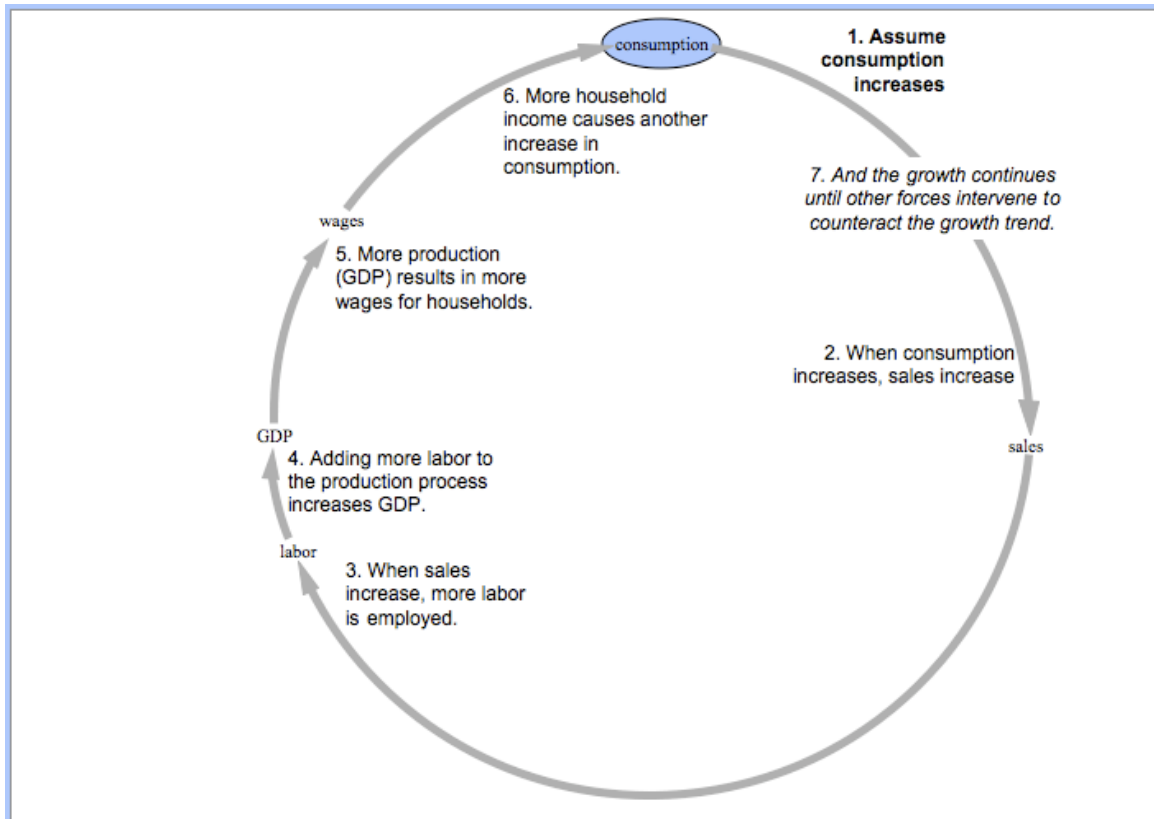 consumption
1. Assume
consumption
increases
7. And the growth continues
until other forces intervene to
counteract the growth trend.
2. When consumption
increases, sales increase
sales
3. When sales
increase, more labor
is employed.
labor
4. Adding more labor to
the production process
increases GDP.
GDP
5. More production
(GDP) results in more
wages for households.
wages
6. More household
income causes another
increase in
consumption.